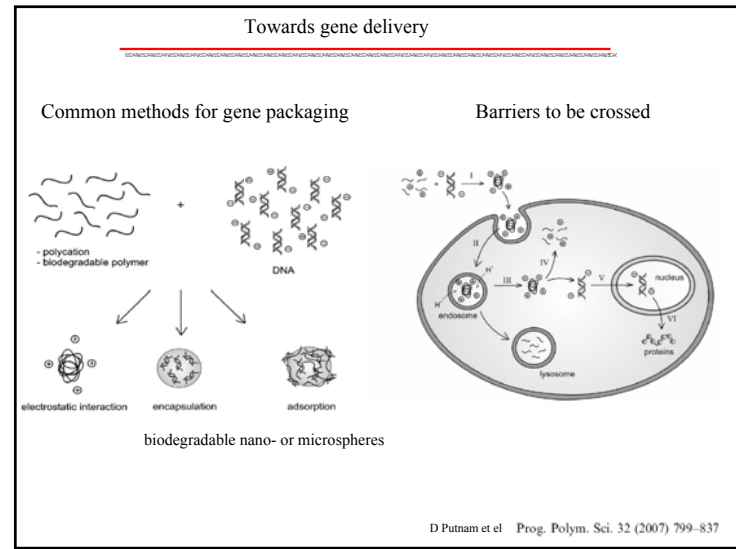 Towards gene delivery
Common methods for gene packaging
Barriers to be crossed
+
- polycation
- biodegradable polymer
DNA
electrostatic interaction
encapsulation
adsorption
biodegradable nano- or microspheres
+
I
II
H+
H+
endosome
III
IV
V
nucleus
VI
proteins
lysosome
D Putnam et el Prog. Polym. Sci. 32 (2007) 799–837